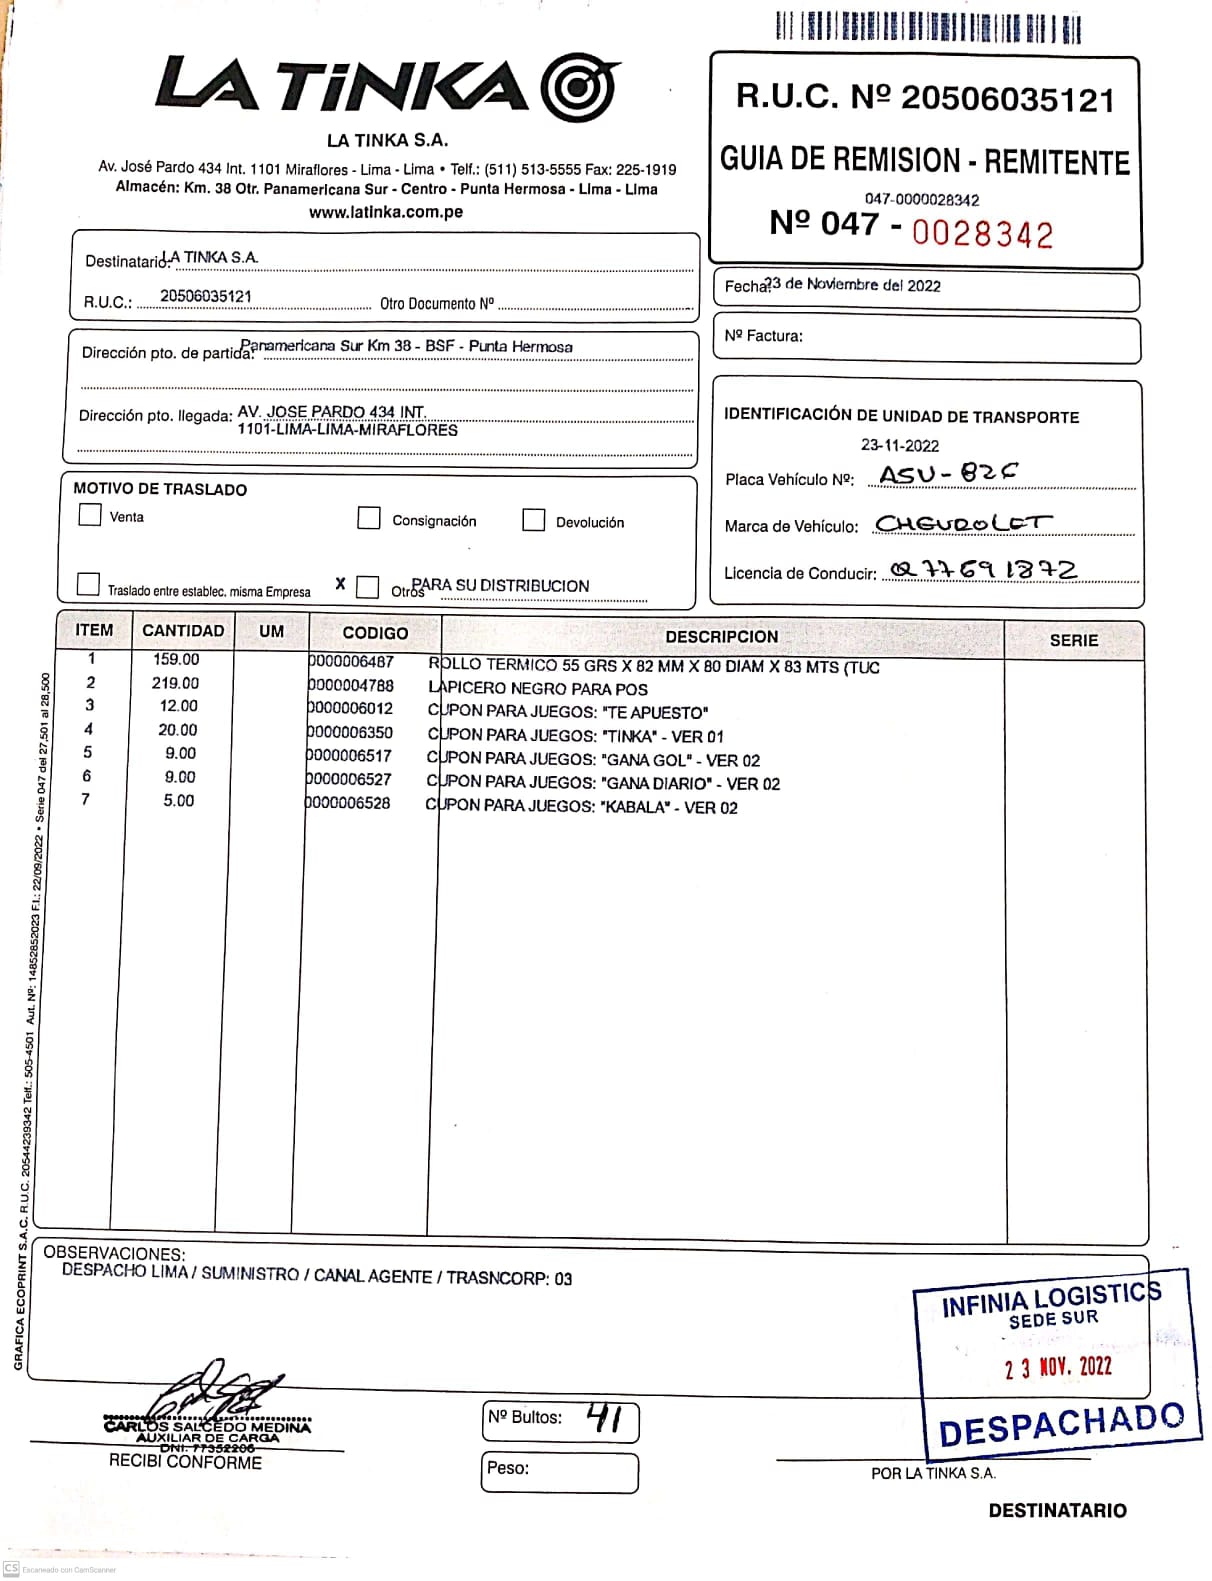 LA TiNKA
LA TINKA S.A.
Av. José Pardo 434 Int. 1101 Miraflores - Lima - Lima • Telf.: (511) 513-5555 Fax: 225-1919
Almacén: Km. 38 Otr. Panamericana Sur - Centro - Punta Hermosa - Lima - Lima
www.latinka.com.pe
R.U.C. Nº 20506035121
GUIA DE REMISION - REMITENTE
047-0000028342
Nº 047 - 0028342
Destinatario: LA TINKA S.A.
R.U.C.: 20506035121 Otro Documento Nº
Fecha: 23 de Noviembre del 2022
Nº Factura:
Dirección pto. de partida: Panamericana Sur Km 38 - BSF - Punta Hermosa
Dirección pto. llegada: AV. JOSE PARDO 434 INT.
1101-LIMA-LIMA-MIRAFLORES
IDENTIFICACIÓN DE UNIDAD DE TRANSPORTE
23-11-2022
Placa Vehículo Nº: ASU-826
Marca de Vehículo: CHEVROLET
Licencia de Conducir: Q77691372
MOTIVO DE TRASLADO
Venta Consignación Devolución
Traslado entre establec. misma Empresa X Otros PARA SU DISTRIBUCION
ITEM CANTIDAD UM CODIGO DESCRIPCION SERIE
1 159.00 0000006487 ROLLO TERMICO 55 GRS X 82 MM X 80 DIAM X 83 MTS (TUC
2 219.00 0000004788 LAPICERO NEGRO PARA POS
3 12.00 0000006012 CUPON PARA JUEGOS: "TE APUESTO"
4 20.00 0000006350 CUPON PARA JUEGOS: "TINKA" - VER 01
5 9.00 0000006517 CUPON PARA JUEGOS: "GANA GOL" - VER 02
6 9.00 0000006527 CUPON PARA JUEGOS: "GANA DIARIO" - VER 02
7 5.00 0000006528 CUPON PARA JUEGOS: "KABALA" - VER 02
GRAFICA ECOPRINT S.A.C. R.U.C. 20544239342 Telf.: 505-4501 Aut. Nº: 14852852023 F.I.: 22/09/2022 • Serie 047 del 27,501 al 28,500
OBSERVACIONES:
DESPACHO LIMA / SUMINISTRO / CANAL AGENTE / TRASNCORP: 03
INFINIA LOGISTICS
SEDE SUR
23 NOV. 2022
DESPACHADO
CARLOS SALCEDO MEDINA
AUXILIAR DE CARGA
DNI: 77352206
RECIBI CONFORME
Nº Bultos: 41
Peso:
POR LA TINKA S.A.
DESTINATARIO
CS Escaneado con CamScanner